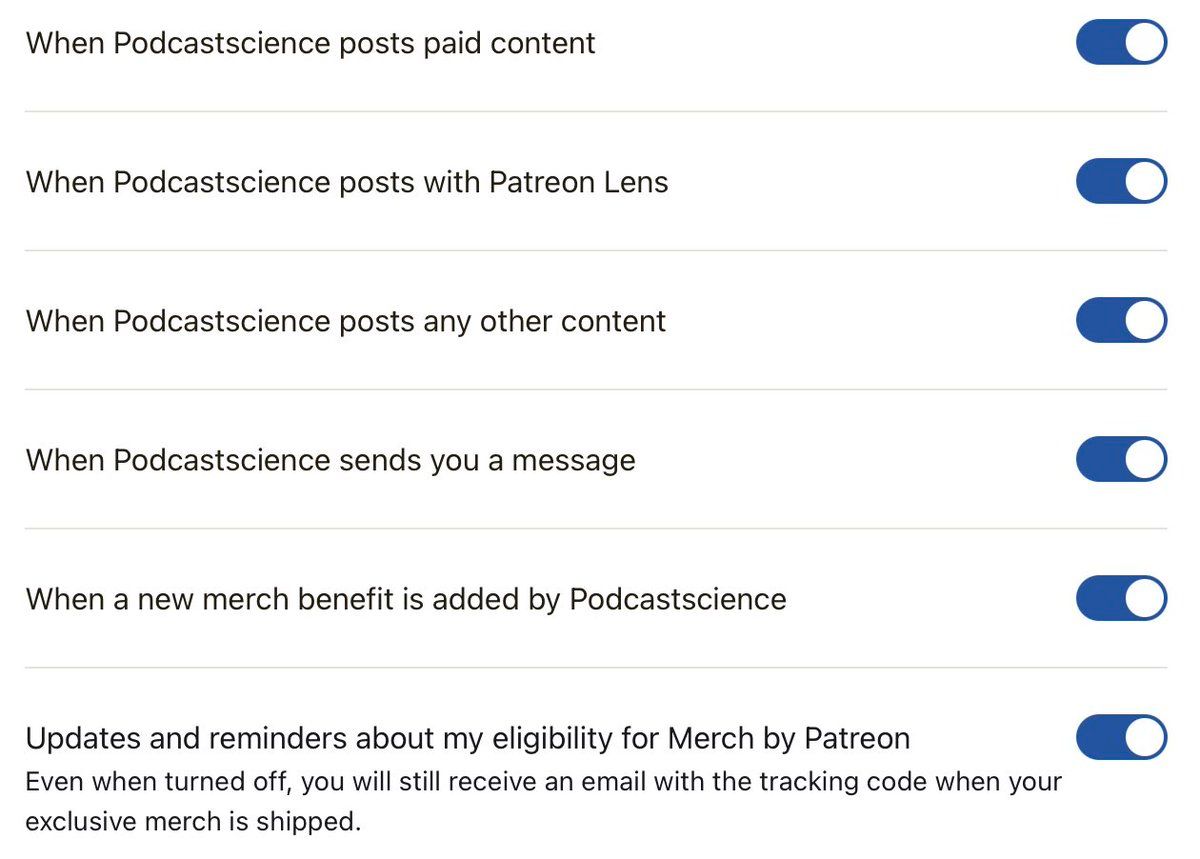 When Podcastscience posts paid content
When Podcastscience posts with Patreon Lens
When Podcastscience posts any other content
When Podcastscience sends you a message
When a new merch benefit is added by Podcastscience
Updates and reminders about my eligibility for Merch by Patreon
Even when turned off, you will still receive an email with the tracking code when your
exclusive merch is shipped.